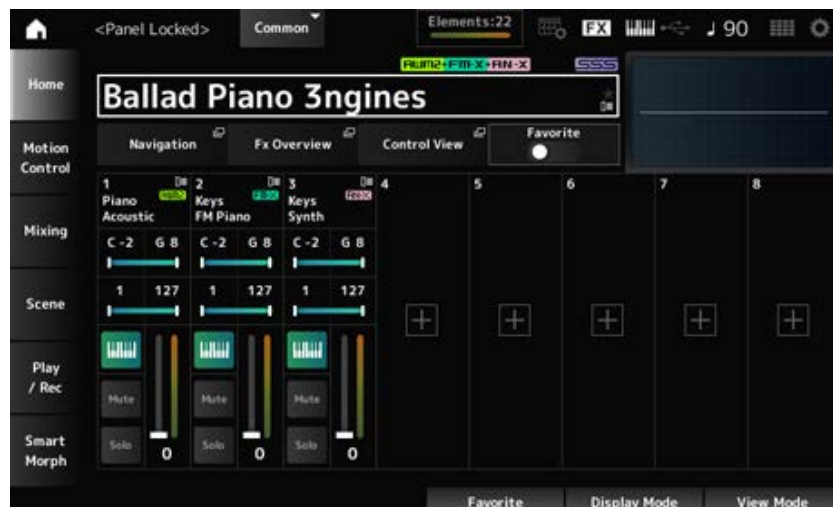 <Panel Locked> Common Elements:22 FX ♩ 90
AWM2+FM-X+AN-X SSS
Home
Ballad Piano 3ngines
Navigation Fx Overview Control View Favorite
Motion
Control
1 2 3 4 5 6 7 8
Piano AWM2 Keys FM-X Keys AN-X
Acoustic FM Piano Synth
Mixing
C -2 G 8 C -2 G 8 C -2 G 8
Scene
1 127 1 127 1 127
Play
/ Rec
Mute Mute Mute
Smart
Morph
Solo 0 Solo 0 Solo 0
Favorite Display Mode View Mode